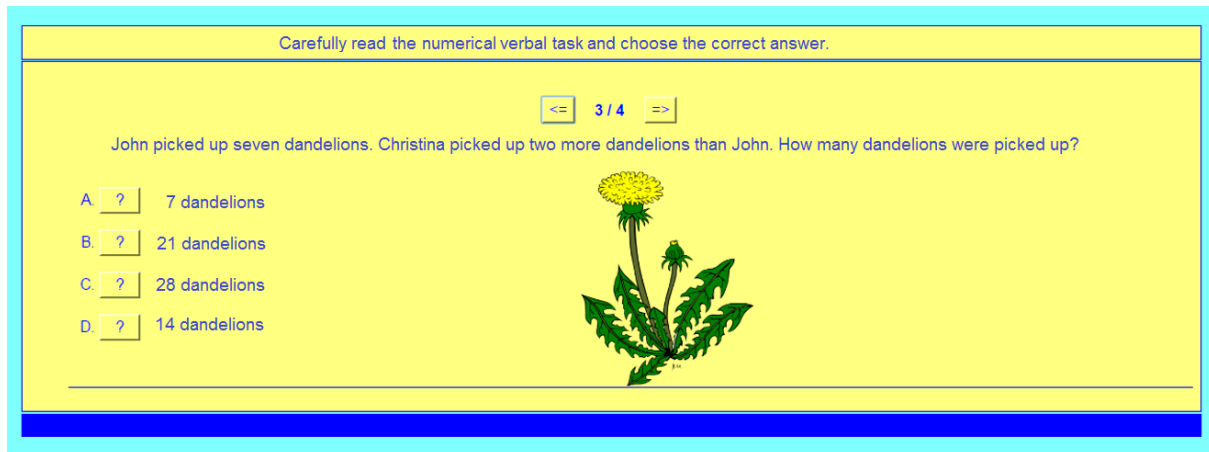 Carefully read the numerical verbal task and choose the correct answer.
<= 3 / 4 =>
John picked up seven dandelions. Christina picked up two more dandelions than John. How many dandelions were picked up?
A. ? 7 dandelions
B. ? 21 dandelions
C. ? 28 dandelions
D. ? 14 dandelions